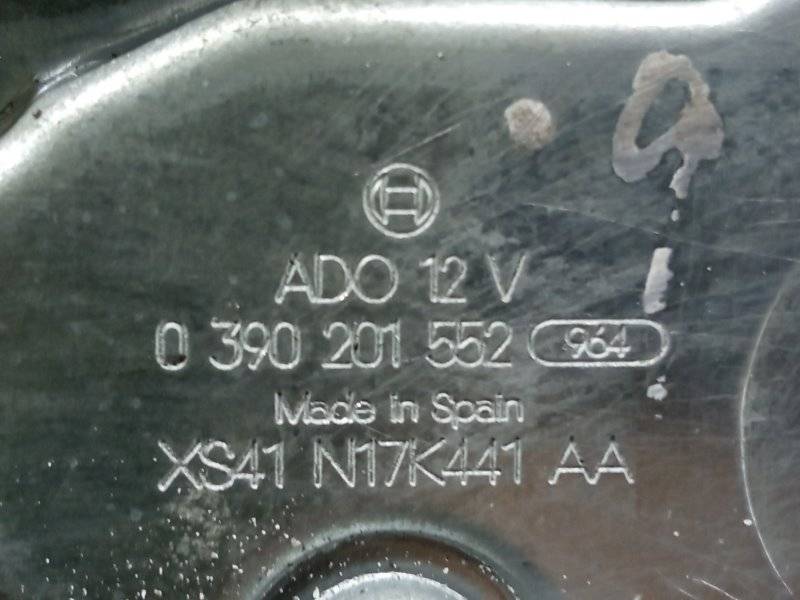 ADO 12 V
0 390 201 552 964
Made in Spain
XS41 N17K441 AA